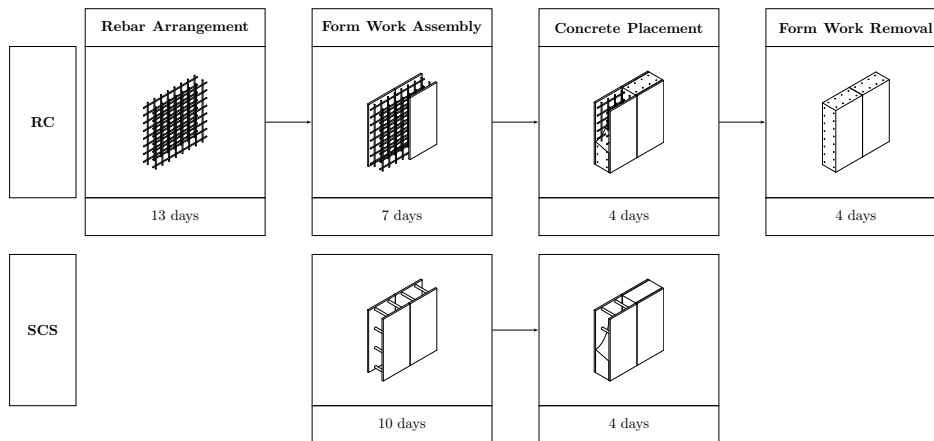 Rebar Arrangement
Form Work Assembly
Concrete Placement
Form Work Removal
RC
13 days
7 days
4 days
4 days
SCS
10 days
4 days